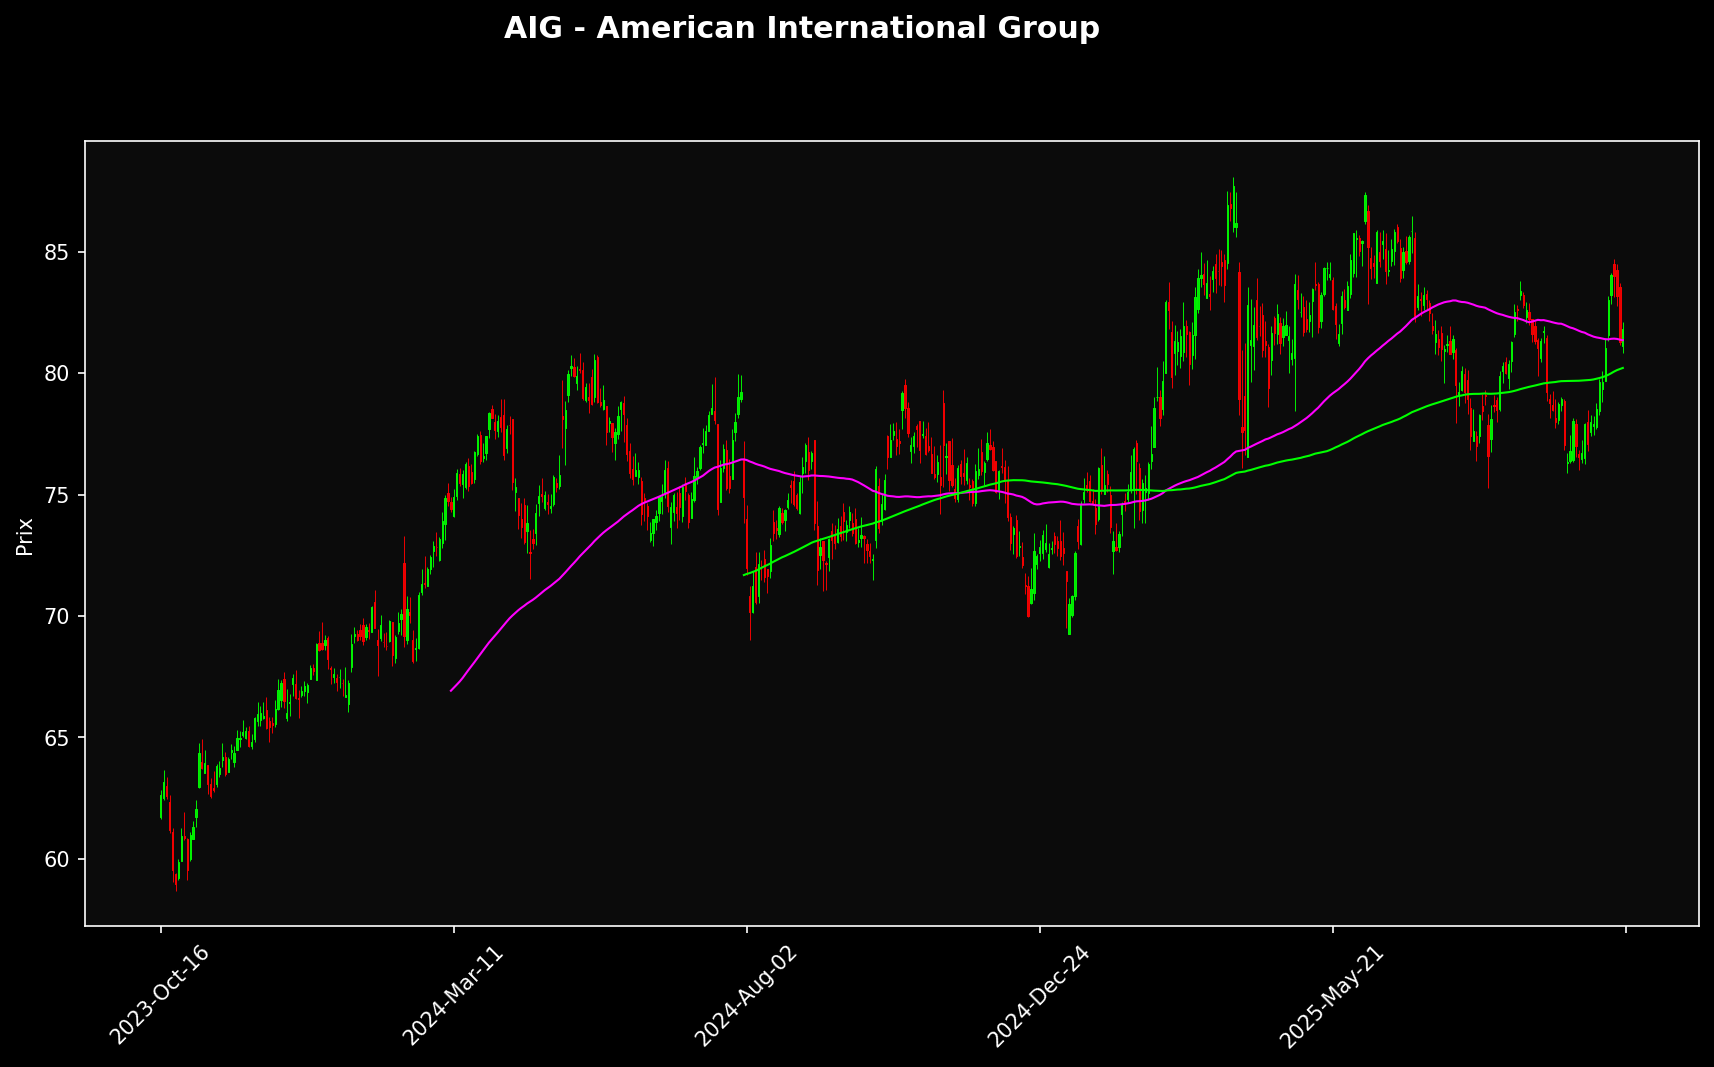 AIG - American International Group
Prix
85
80
75
70
65
60
2023-Oct-16
2024-Mar-11
2024-Aug-02
2024-Dec-24
2025-May-21